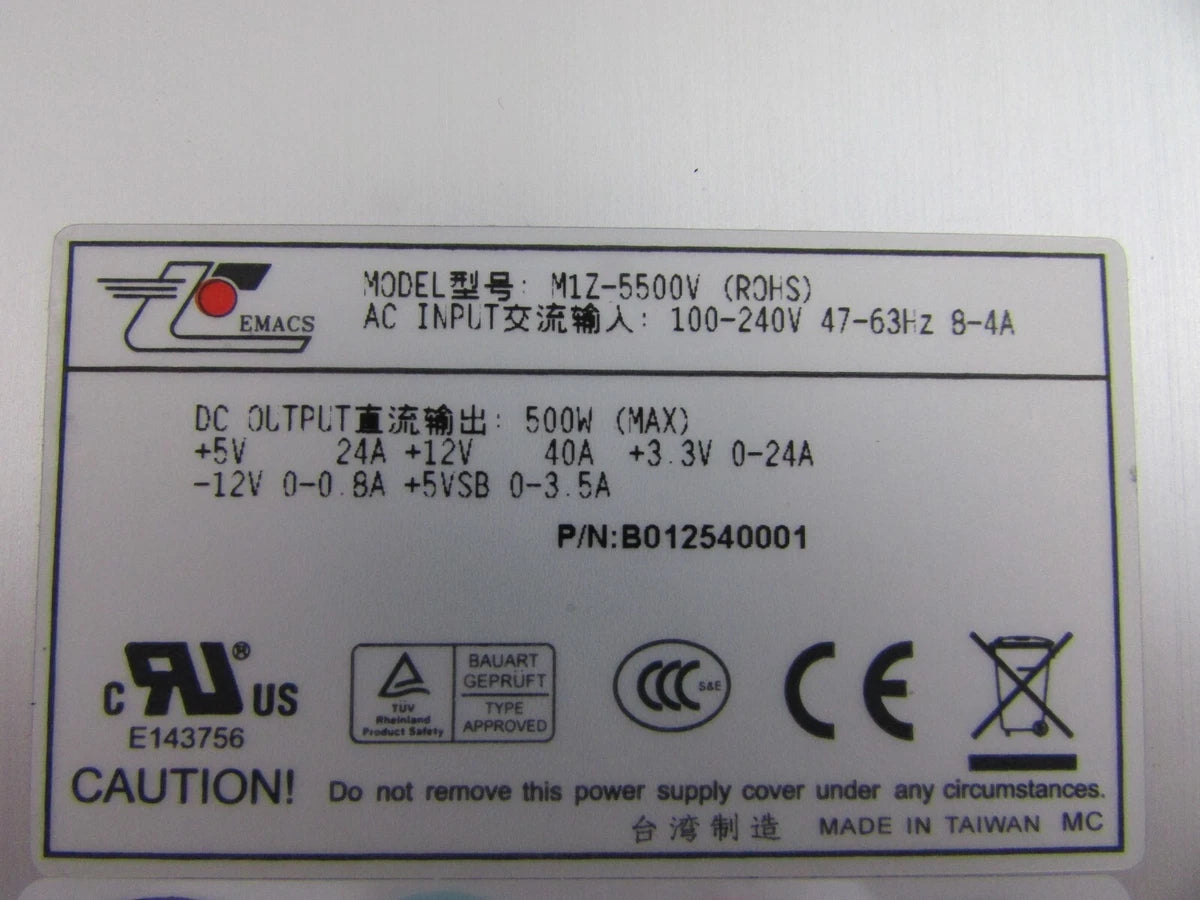 EMACS
MODEL型号: M1Z-5500V (ROHS)
AC INPUT交流输入: 100-240V 47-63Hz 8-4A
DC OUTPUT直流输出: 500W (MAX)
+5V 24A +12V 40A +3.3V 0-24A
-12V 0-0.8A +5VSB 0-3.5A
P/N:B012540001
C RU ® US
E143756
TÜV
Rheinland
Product Safety
BAUART
GEPRÜFT
TYPE
APPROVED
CCC S&E
CE
CAUTION! Do not remove this power supply cover under any circumstances.
台湾制造 MADE IN TAIWAN MC